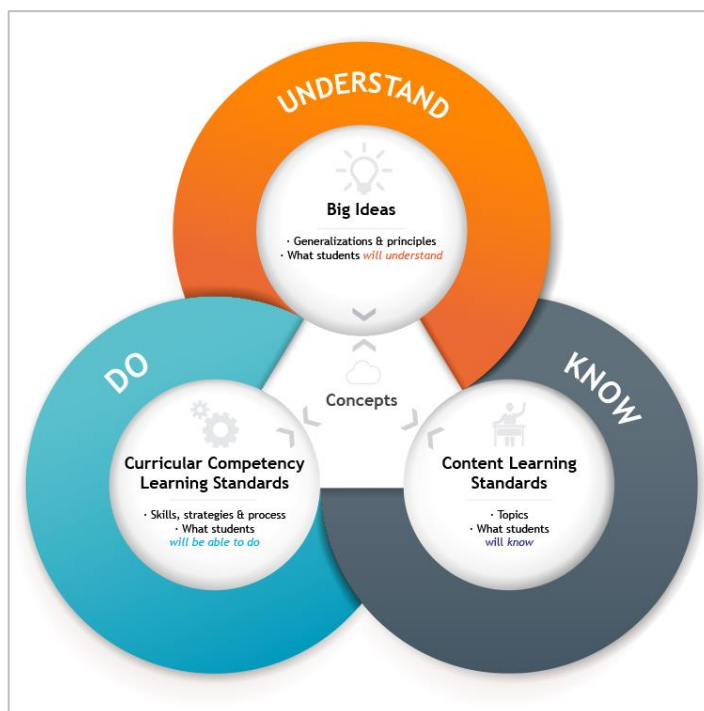 UNDERSTAND
Big Ideas
· Generalizations & principles
· What students will understand
DO
KNOW
Concepts
Curricular Competency
Learning Standards
· Skills, strategies & process
· What students
will be able to do
Content Learning
Standards
· Topics
· What students
will know